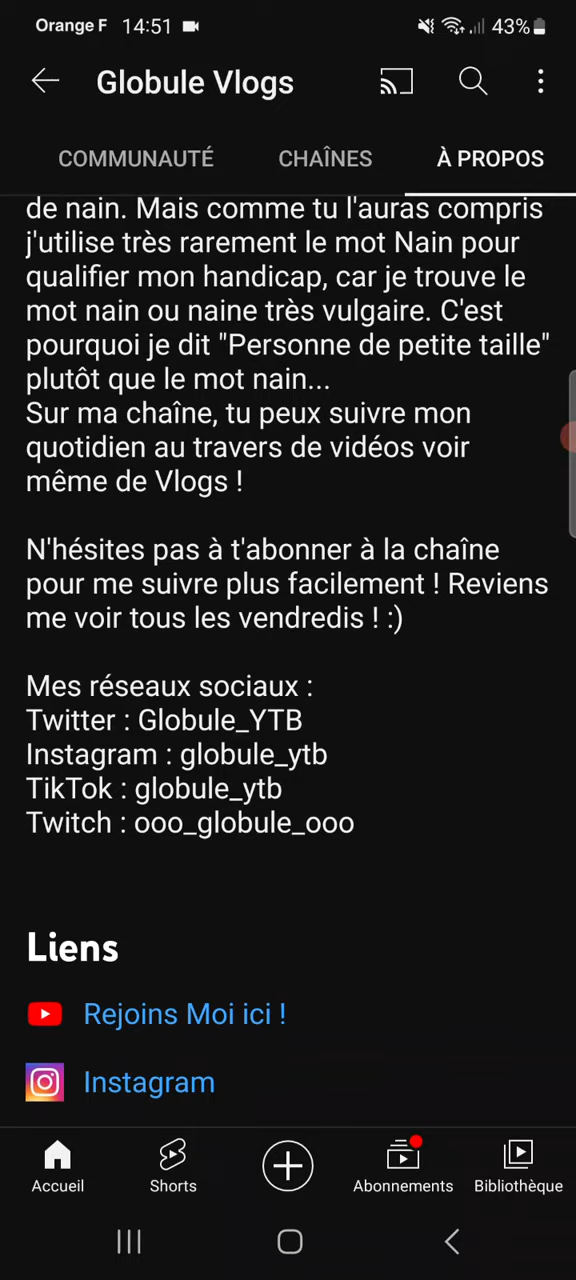 Orange F 14:51 43%
Globule Vlogs
COMMUNAUTÉ CHAÎNES À PROPOS
de nain. Mais comme tu l'auras compris
j'utilise très rarement le mot Nain pour
qualifier mon handicap, car je trouve le
mot nain ou naine très vulgaire. C'est
pourquoi je dit "Personne de petite taille"
plutôt que le mot nain...
Sur ma chaîne, tu peux suivre mon
quotidien au travers de vidéos voir
même de Vlogs !
N'hésites pas à t'abonner à la chaîne
pour me suivre plus facilement ! Reviens
me voir tous les vendredis ! :)
Mes réseaux sociaux :
Twitter : Globule_YTB
Instagram : globule_ytb
TikTok : globule_ytb
Twitch : ooo_globule_ooo
Liens
Rejoins Moi ici !
Instagram
Accueil Shorts Abonnements Bibliothèque